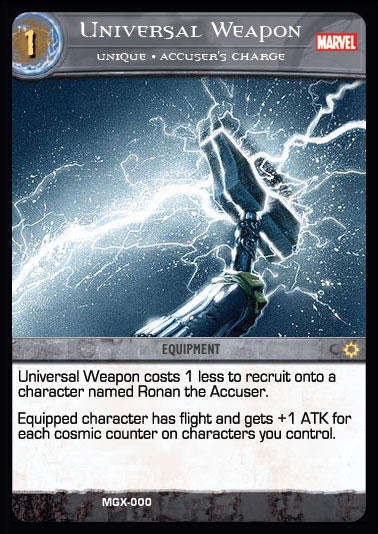 1
UNIVERSAL WEAPON
UNIQUE • ACCUSER'S CHARGE
MARVEL
EQUIPMENT
C
Universal Weapon costs 1 less to recruit onto a
character named Ronan the Accuser.
Equipped character has flight and gets +1 ATK for
each cosmic counter on characters you control.
MGX-000